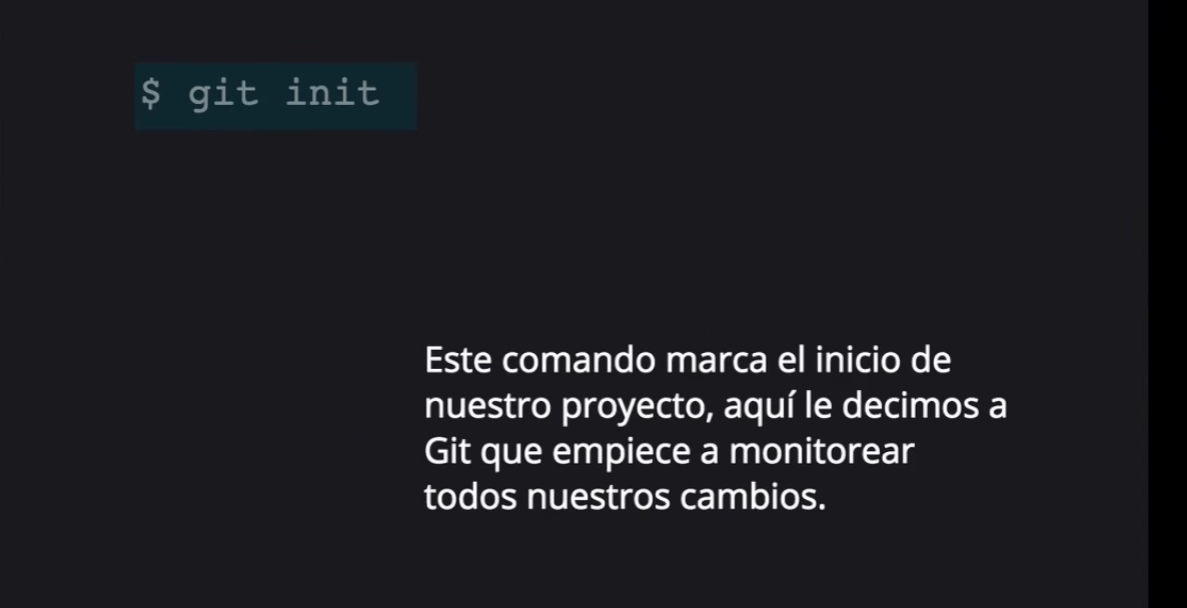 $ git init
Este comando marca el inicio de
nuestro proyecto, aquí le decimos a
Git que empiece a monitorear
todos nuestros cambios.